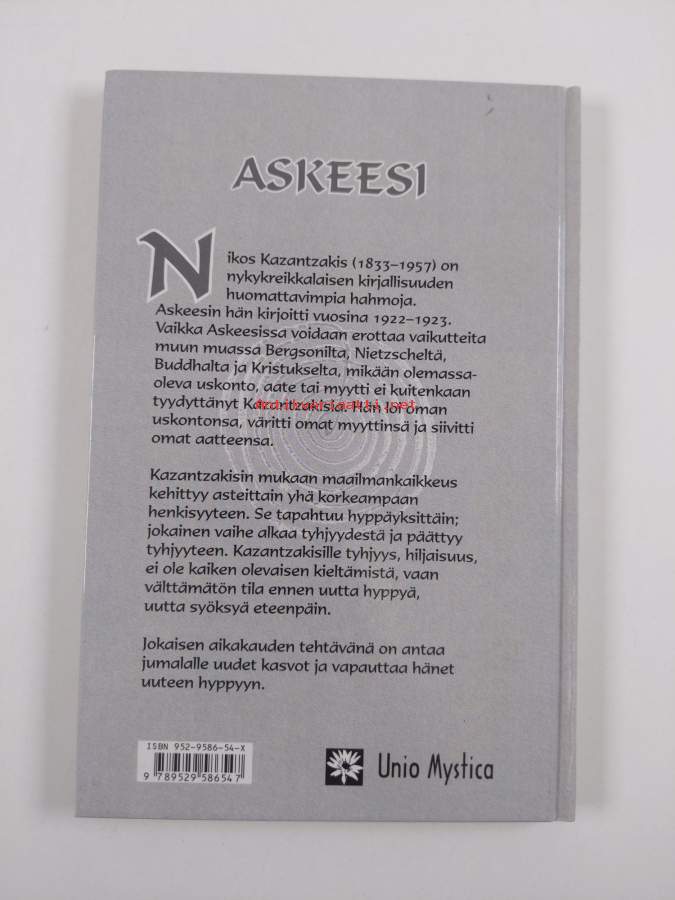 ASKEESI
Nikos Kazantzakis (1833–1957) on
nykykreikkalaisen kirjallisuuden
huomattavimpia hahmoja.
Askeesin hän kirjoitti vuosina 1922–1923.
Vaikka Askeesissa voidaan erottaa vaikutteita
muun muassa Bergsonilta, Nietzscheltä,
Buddhalta ja Kristukselta, mikään olemassa-
oleva uskonto, aate tai myytti ei kuitenkaan
tyydyttänyt Kazantzakisia. Hän loi oman
uskontonsa, väritti omat myyttinsä ja siivitti
omat aatteensa.
Kazantzakisin mukaan maailmankaikkeus
kehittyy asteittain yhä korkeampaan
henkisyyteen. Se tapahtuu hyppäyksittäin;
jokainen vaihe alkaa tyhjyydestä ja päättyy
tyhjyyteen. Kazantzakisille tyhjyys, hiljaisuus,
ei ole kaiken olevaisen kieltämistä, vaan
välttämätön tila ennen uutta hyppyä,
uutta syöksyä eteenpäin.
Jokaisen aikakauden tehtävänä on antaa
jumalalle uudet kasvot ja vapauttaa hänet
uuteen hyppyyn.
ISBN 952-9586-54-X
9 789529 586547
Unio Mystica